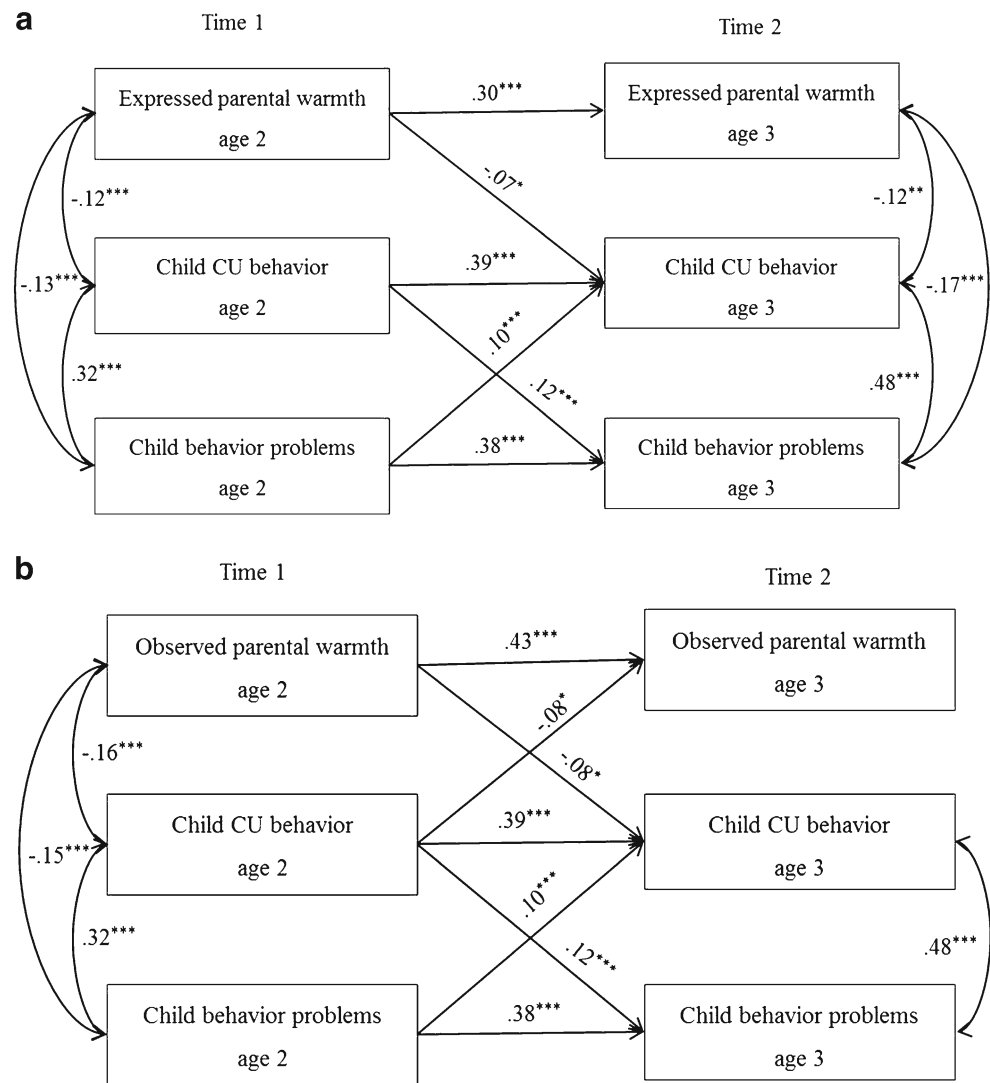 a
Time 1
Time 2
Expressed parental warmth
age 2
.30***
Expressed parental warmth
age 3
-.07*
-.12***
-.12**
Child CU behavior
age 2
.39***
Child CU behavior
age 3
-.13***
-.17***
.10***
.32***
.12***
.48***
Child behavior problems
age 2
.38***
Child behavior problems
age 3
b
Time 1
Time 2
Observed parental warmth
age 2
.43***
Observed parental warmth
age 3
-.08*
-.16***
-.08*
Child CU behavior
age 2
.39***
Child CU behavior
age 3
-.15***
.10***
.32***
.12***
.48***
Child behavior problems
age 2
.38***
Child behavior problems
age 3